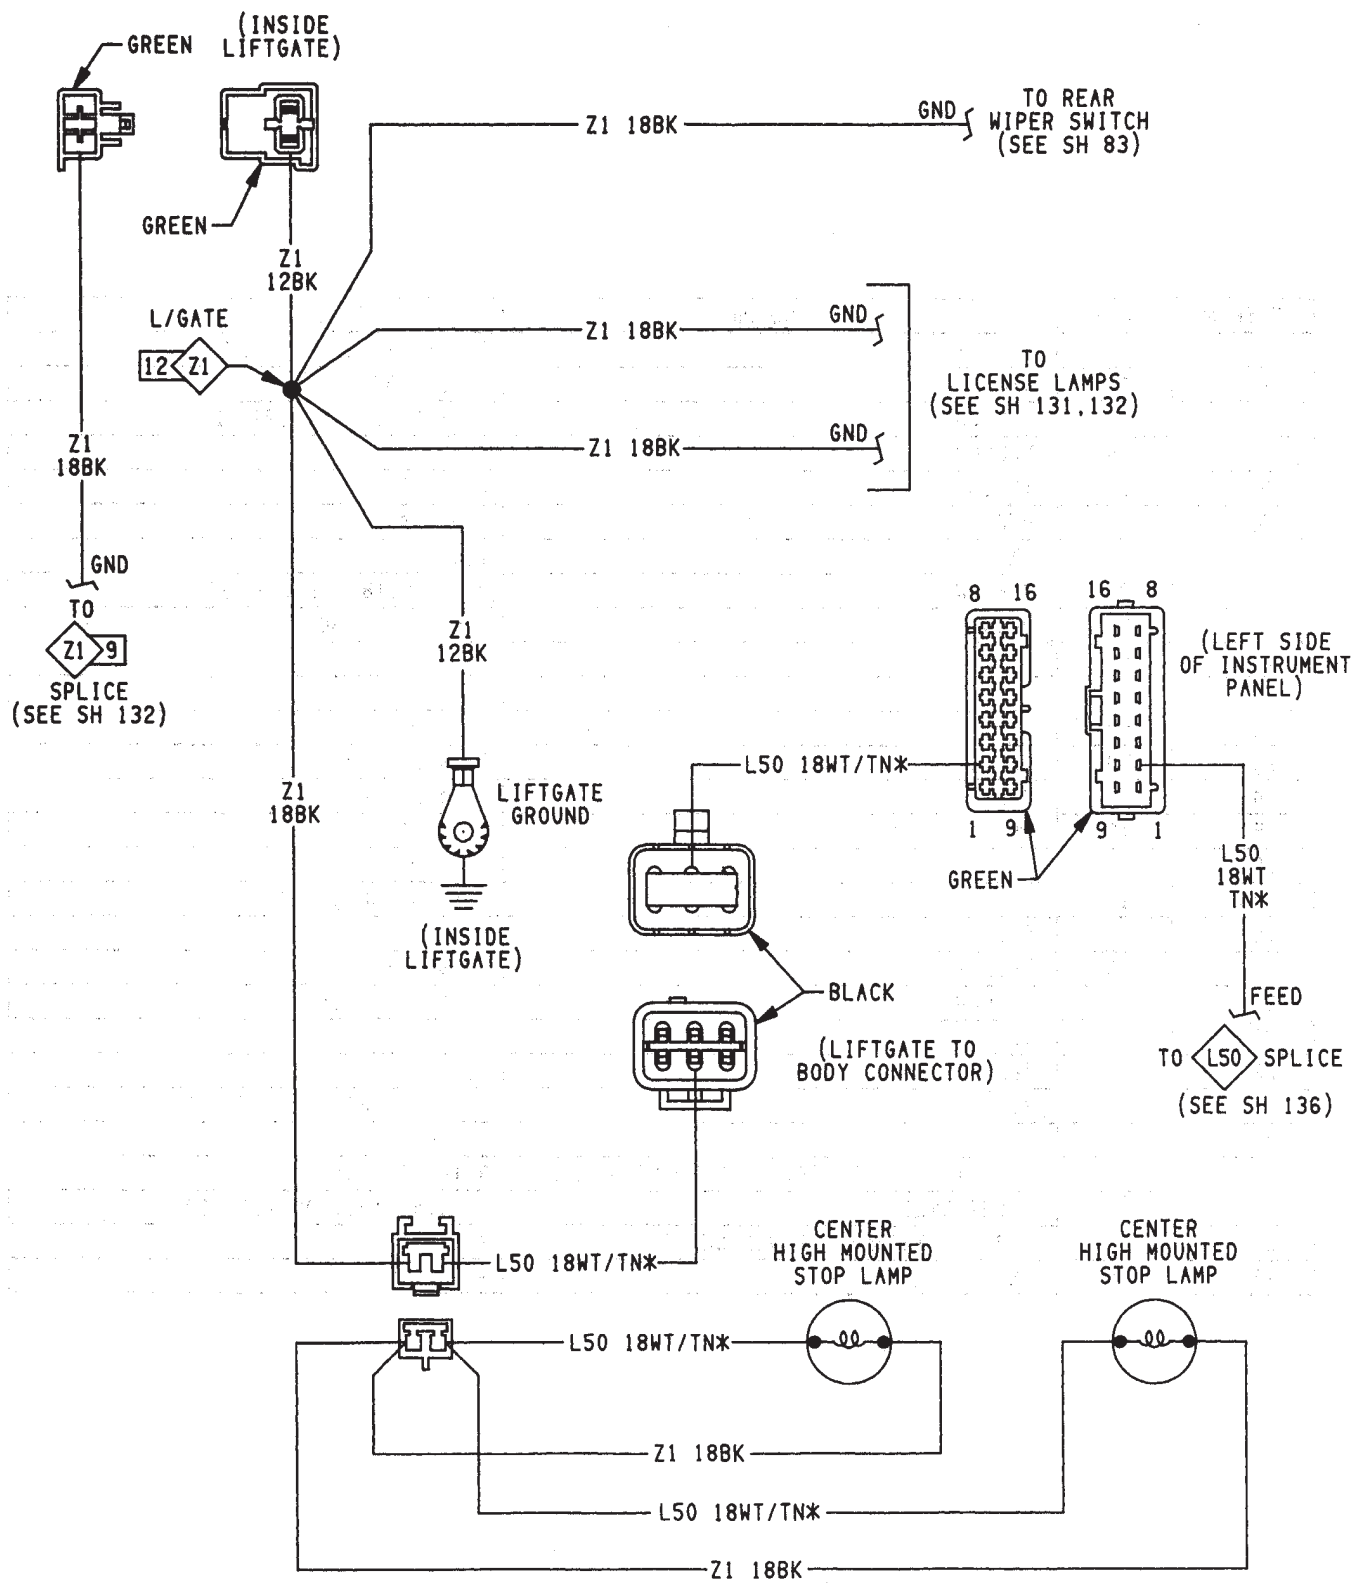 GREEN
(INSIDE
LIFTGATE)
GREEN
Z1
12BK
Z1 18BK
GND
TO REAR
WIPER SWITCH
(SEE SH 83)
L/GATE
12
Z1
Z1 18BK
GND
Z1 18BK
GND
TO
LICENSE LAMPS
(SEE SH 131,132)
Z1
18BK
GND
TO
Z1
9
SPLICE
(SEE SH 132)
Z1
12BK
LIFTGATE
GROUND
(INSIDE
LIFTGATE)
Z1
18BK
8 16
16 8
(LEFT SIDE
OF INSTRUMENT
PANEL)
L50 18WT/TN*
1 9
9 1
GREEN
L50
18WT
TN*
BLACK
(LIFTGATE TO
BODY CONNECTOR)
FEED
TO L50 SPLICE
(SEE SH 136)
L50 18WT/TN*
CENTER
HIGH MOUNTED
STOP LAMP
CENTER
HIGH MOUNTED
STOP LAMP
L50 18WT/TN*
Z1 18BK
L50 18WT/TN*
Z1 18BK